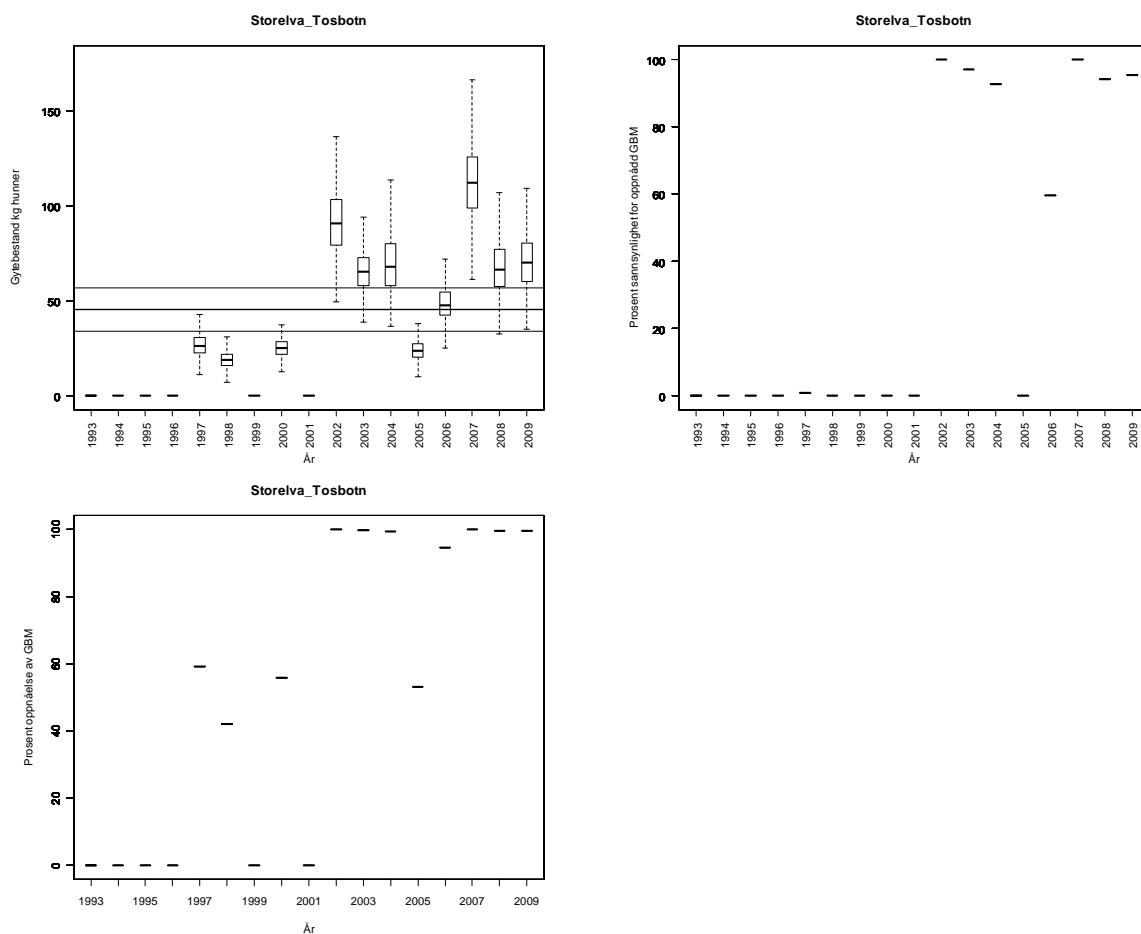 Storelva_Tosbotn
Gytebestand kg hunner
150
100
50
0
1993 1994 1995 1996 1997 1998 1999 2000 2001 2002 2003 2004 2005 2006 2007 2008 2009
År
Storelva_Tosbotn
Prosent sannsynlighet for oppnådd GBM
100
80
60
40
20
0
1993 1994 1995 1996 1997 1998 1999 2000 2001 2002 2003 2004 2005 2006 2007 2008 2009
År
Storelva_Tosbotn
Prosent oppnåelse av GBM
100
80
60
40
20
0
1993 1995 1997 1999 2001 2003 2005 2007 2009
År